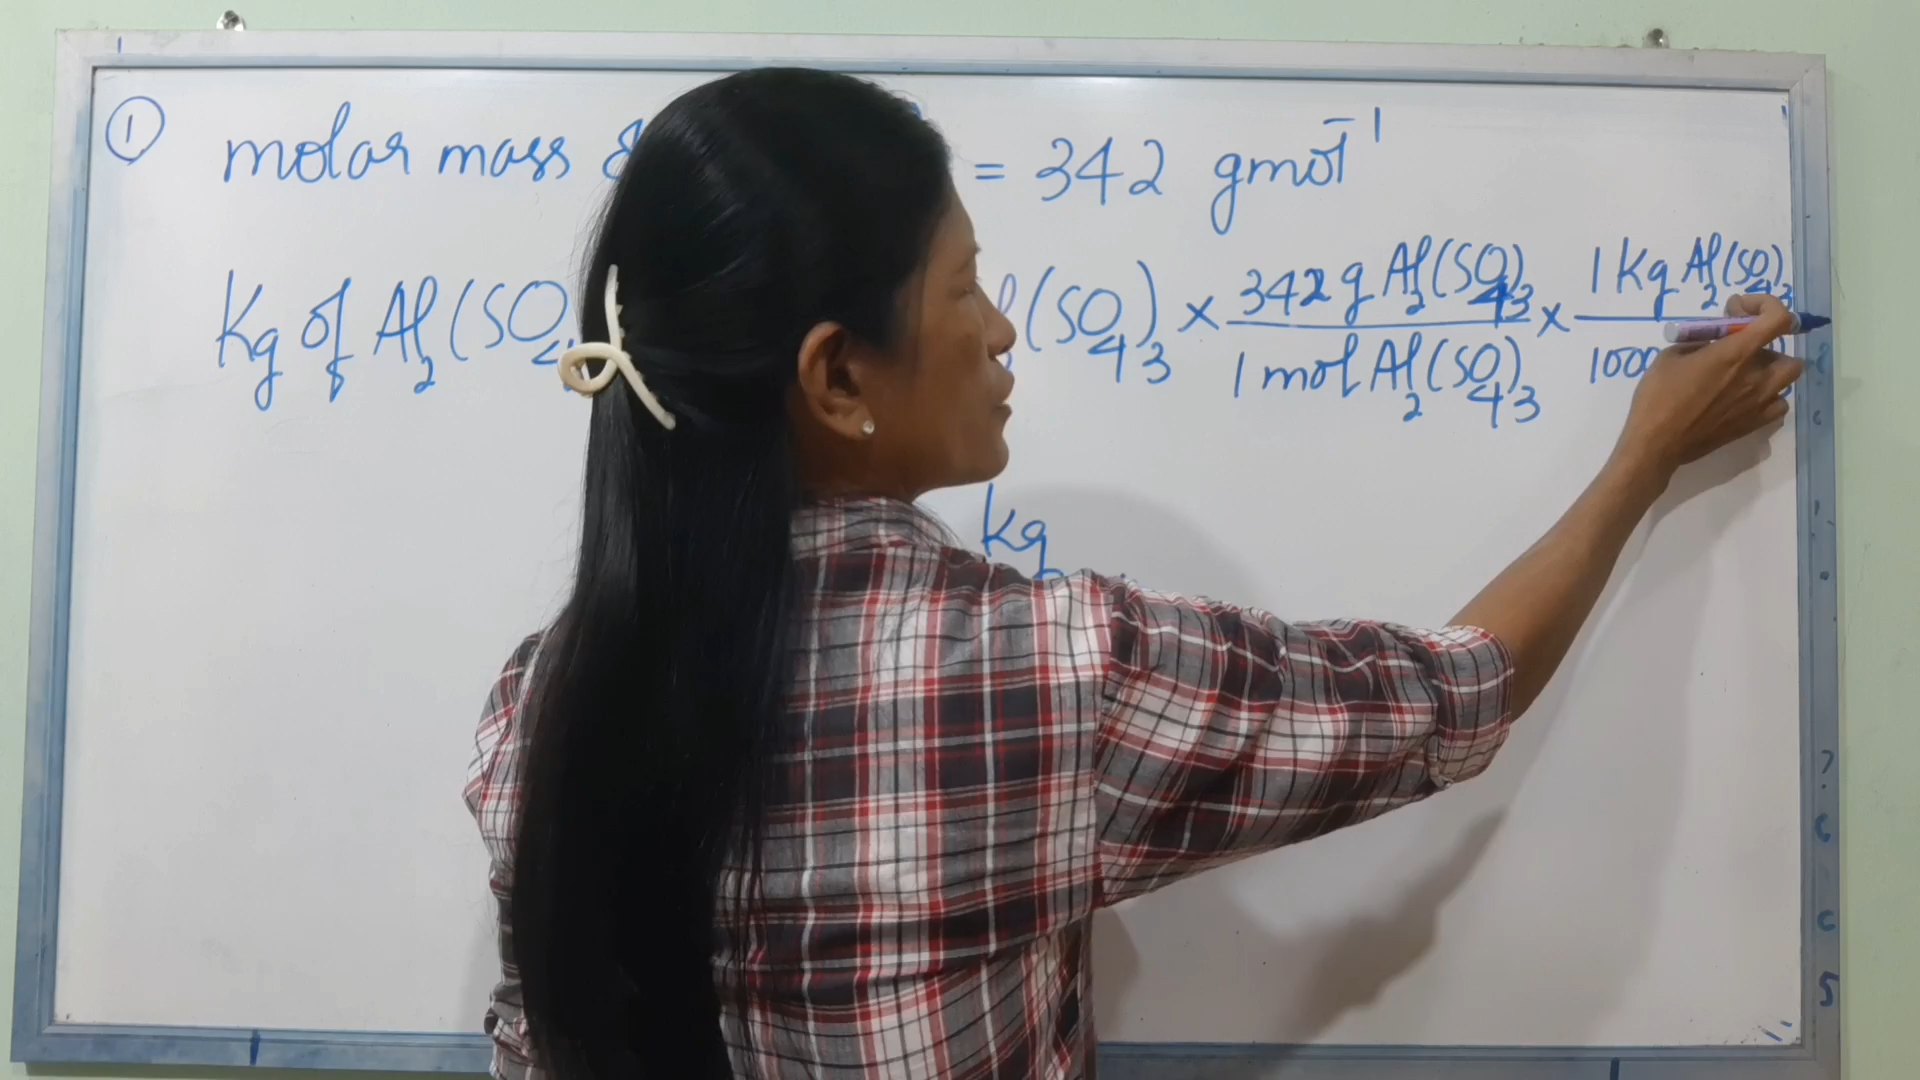 ① molar mass = 342 gmol⁻¹
Kg of Al₂(SO₄ (SO₄)₃ × 342 g Al₂(SO₄)₃ / 1 mol Al₂(SO₄)₃ × 1 Kg Al₂(SO₄)₃ / 1000
kg